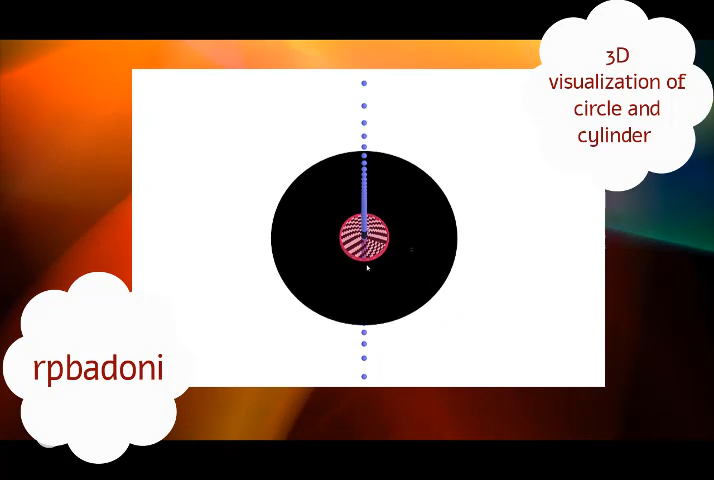 3D
visualization of
circle and
cylinder
rpbadoni